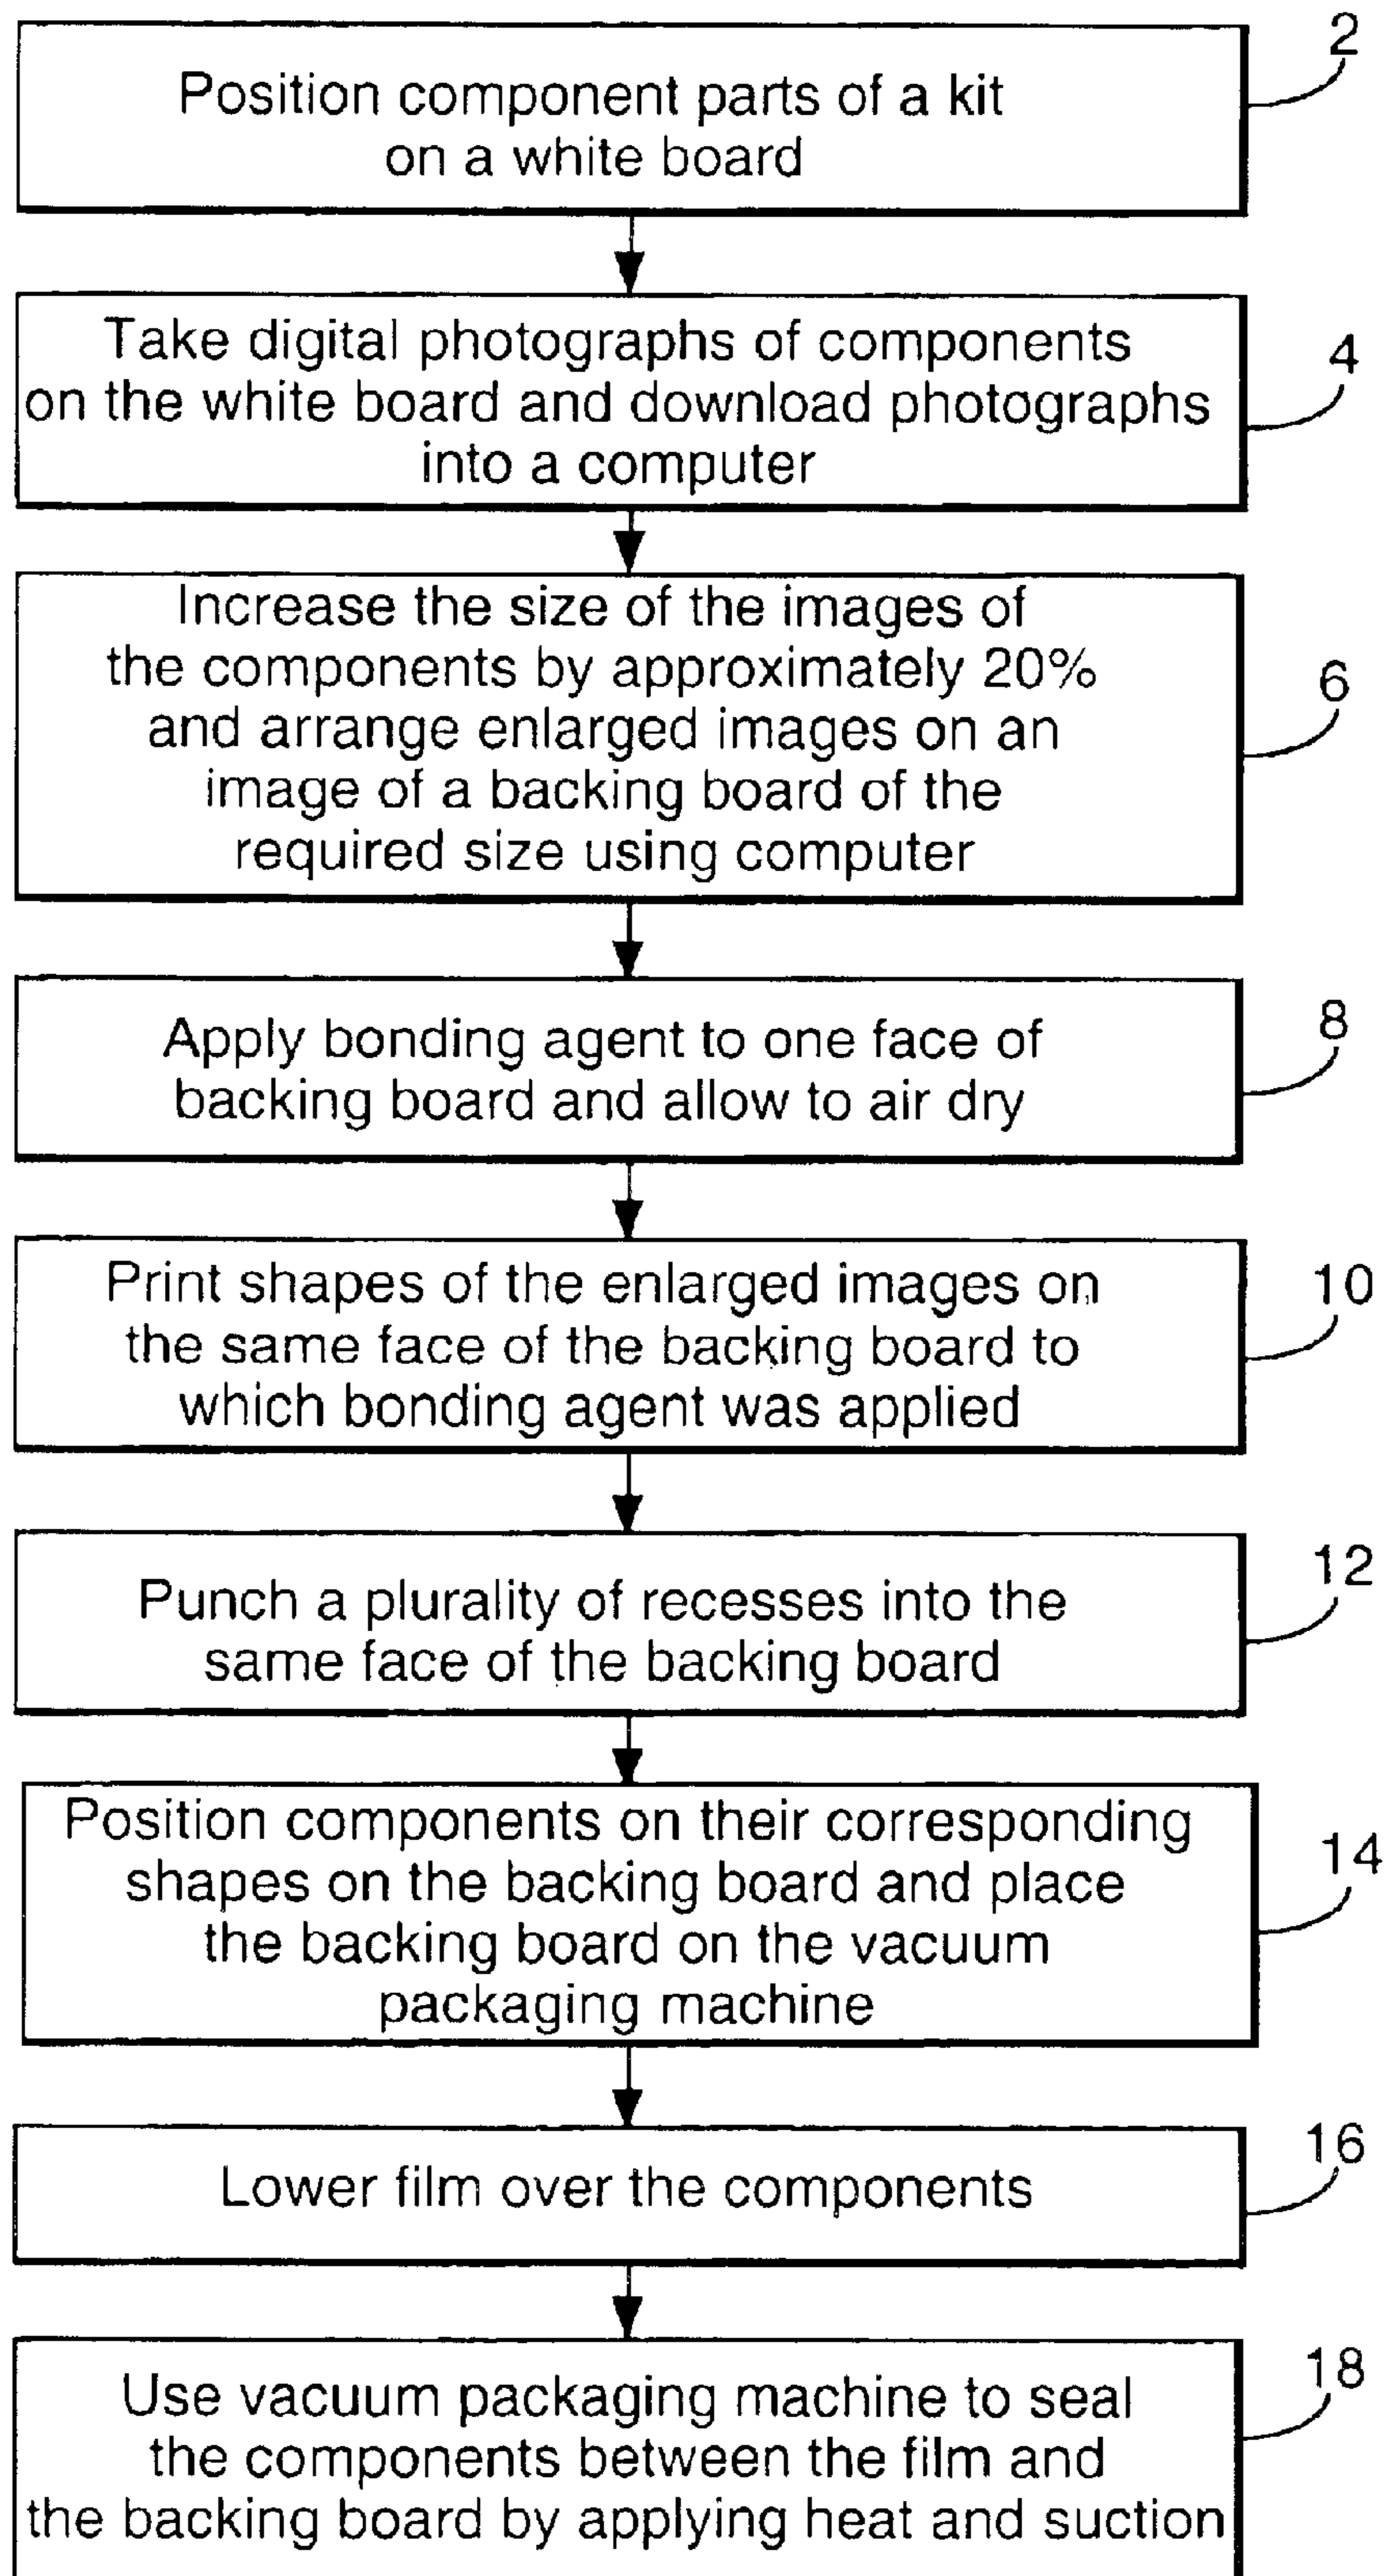 Position component parts of a kit
on a white board
2
Take digital photographs of components
on the white board and download photographs
into a computer
4
Increase the size of the images of
the components by approximately 20%
and arrange enlarged images on an
image of a backing board of the
required size using computer
6
Apply bonding agent to one face of
backing board and allow to air dry
8
Print shapes of the enlarged images on
the same face of the backing board to
which bonding agent was applied
10
Punch a plurality of recesses into the
same face of the backing board
12
Position components on their corresponding
shapes on the backing board and place
the backing board on the vacuum
packaging machine
14
Lower film over the components
16
Use vacuum packaging machine to seal
the components between the film and
the backing board by applying heat and suction
18